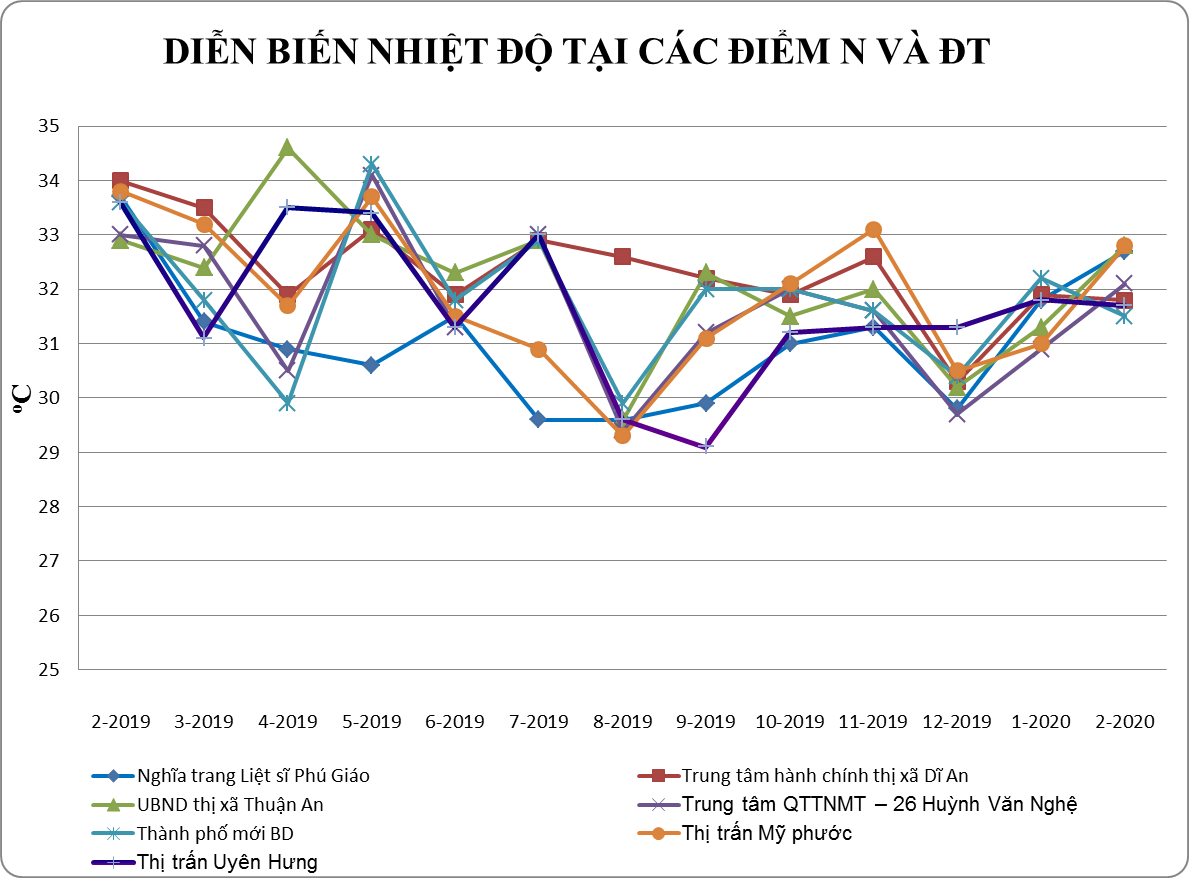 DIỄN BIẾN NHIỆT ĐỘ TẠI CÁC ĐIỂM N VÀ ĐT
35
34
33
32
31
30
29
28
27
26
25
ºC
2-2019 3-2019 4-2019 5-2019 6-2019 7-2019 8-2019 9-2019 10-2019 11-2019 12-2019 1-2020 2-2020
Nghĩa trang Liệt sĩ Phú Giáo Trung tâm hành chính thị xã Dĩ An
UBND thị xã Thuận An Trung tâm QTTNMT – 26 Huỳnh Văn Nghệ
Thành phố mới BD Thị trấn Mỹ phước
Thị trấn Uyên Hưng